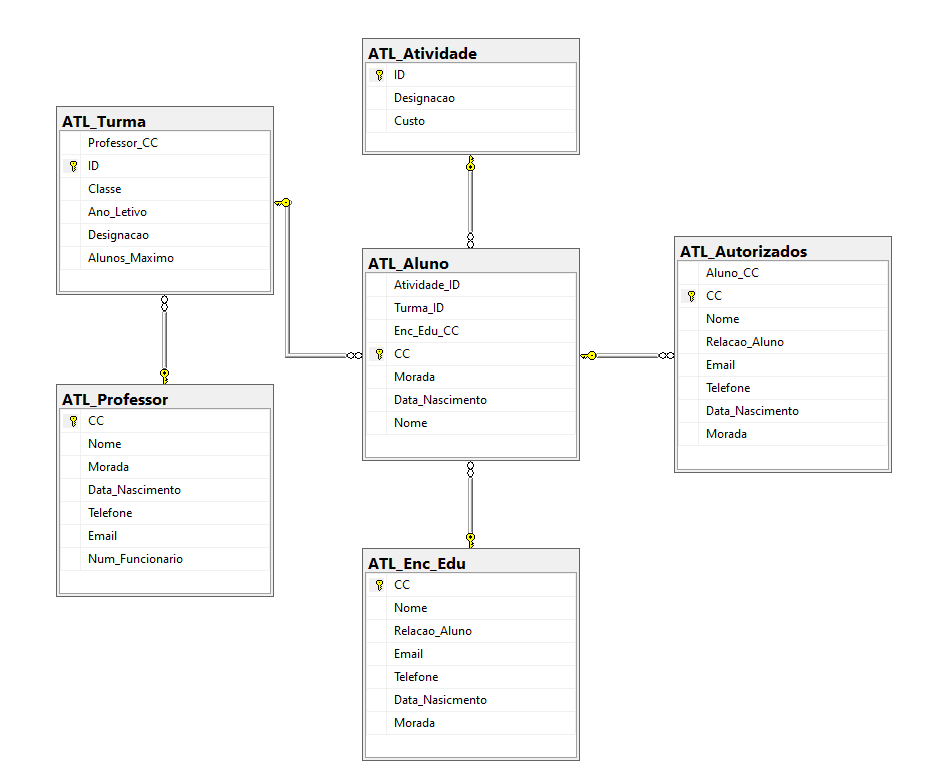 ATL_Atividade
ID
Designacao
Custo
ATL_Turma
Professor_CC
ID
Classe
Ano_Letivo
Designacao
Alunos_Maximo
ATL_Aluno
Atividade_ID
Turma_ID
Enc_Edu_CC
CC
Morada
Data_Nascimento
Nome
ATL_Autorizados
Aluno_CC
CC
Nome
Relacao_Aluno
Email
Telefone
Data_Nascimento
Morada
ATL_Professor
CC
Nome
Morada
Data_Nascimento
Telefone
Email
Num_Funcionario
ATL_Enc_Edu
CC
Nome
Relacao_Aluno
Email
Telefone
Data_Nasicmento
Morada